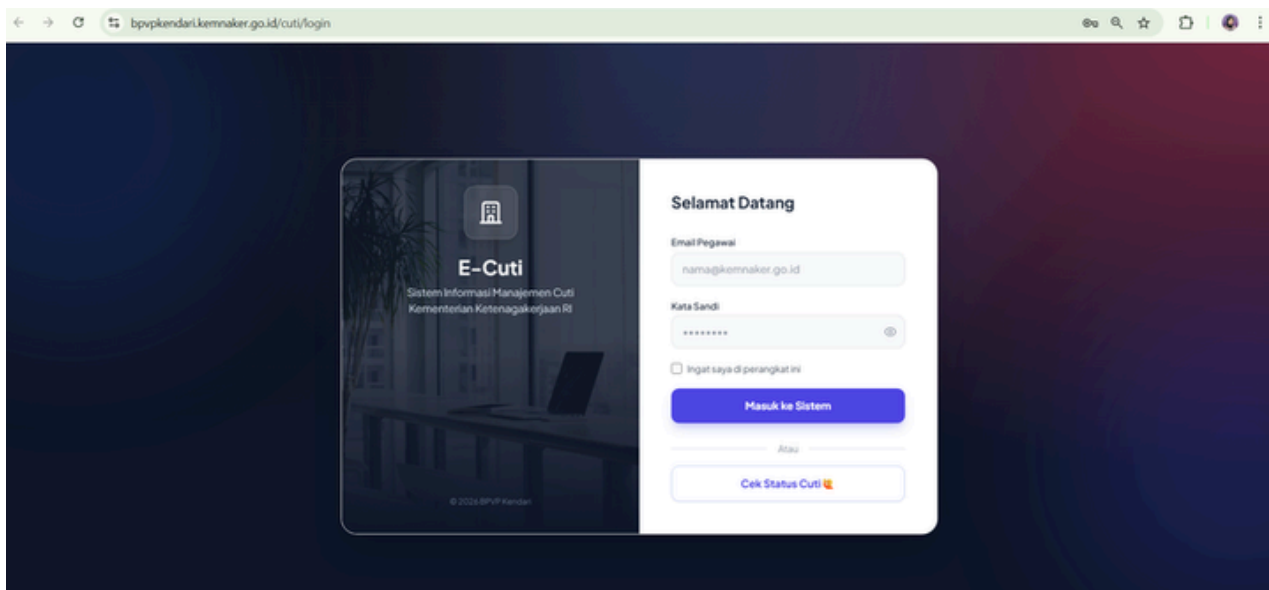 bpvpkendari.kemnaker.go.id/cuti/login
E-Cuti
Sistem Informasi Manajemen Cuti
Kementerian Ketenagakerjaan RI
© 2026 BPVP Kendari
Selamat Datang
Email Pegawai
nama@kemnaker.go.id
Kata Sandi
••••••••
Ingat saya di perangkat ini
Masuk ke Sistem
Atau
Cek Status Cuti